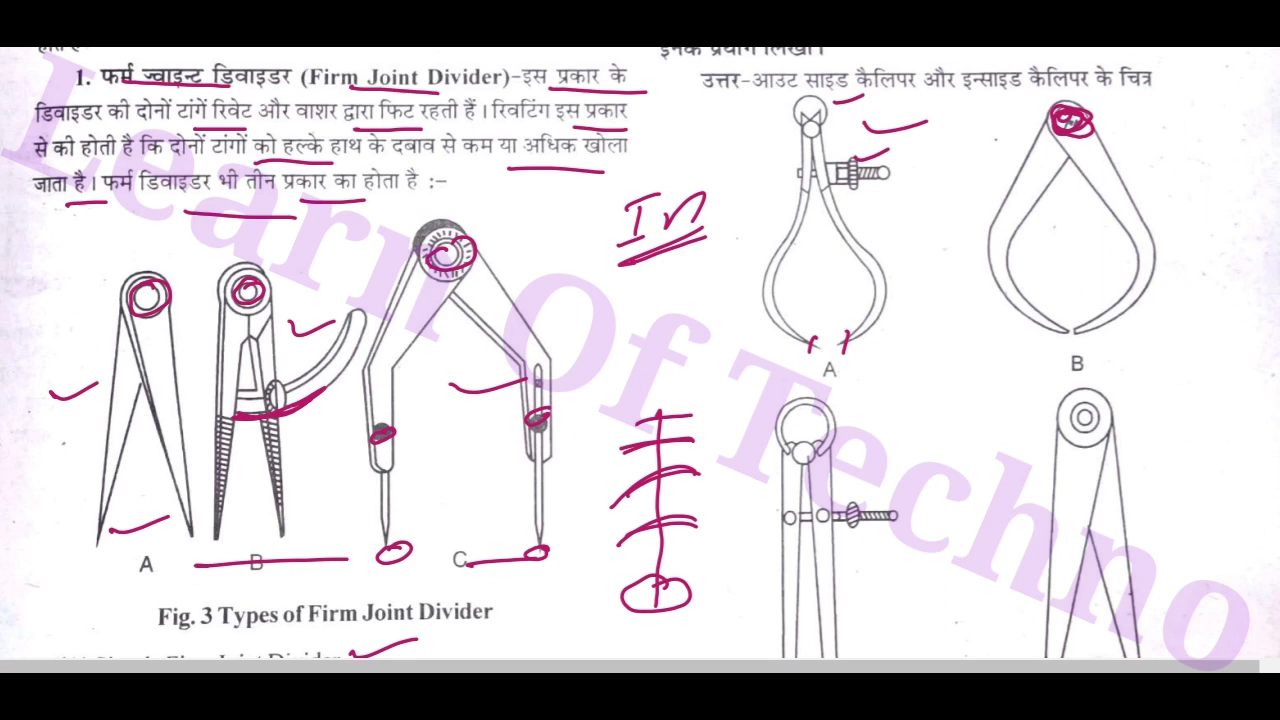 1. फर्म ज्वाइन्ट डिवाइडर (Firm Joint Divider)-इस प्रकार के
डिवाइडर की दोनों टांगें रिवेट और वाशर द्वारा फिट रहती हैं। रिवटिंग इस प्रकार
से की होती है कि दोनों टांगों को हल्के हाथ के दबाव से कम या अधिक खोला
जाता है। फर्म डिवाइडर भी तीन प्रकार का होता है :–
A
B
C
Fig. 3 Types of Firm Joint Divider
इनके प्रयोग लिखो।
उत्तर-आउट साइड कैलिपर और इन्साइड कैलिपर के चित्र
A
B
In
Learn Of Techno